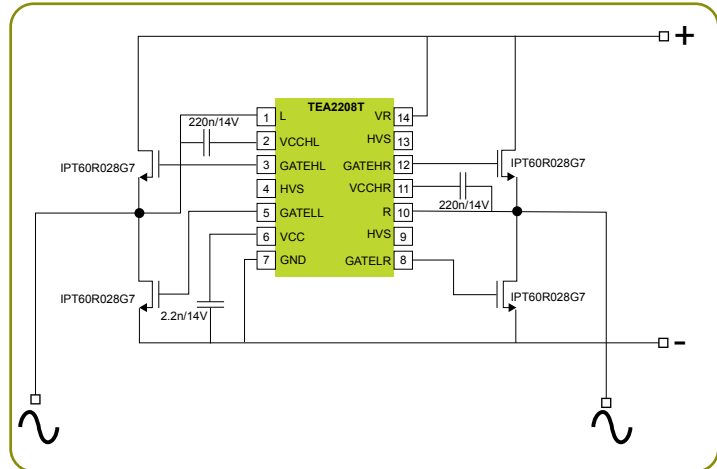 +
TEA2208T
1 L
VR 14
220n/14V
2 VCCHL
HVS 13
IPT60R028G7
3 GATEHL
GATEHR 12
IPT60R028G7
4 HVS
VCCHR 11
220n/14V
5 GATELL
R 10
6 VCC
HVS 9
7 GND
GATELR 8
IPT60R028G7
IPT60R028G7
2.2n/14V
-